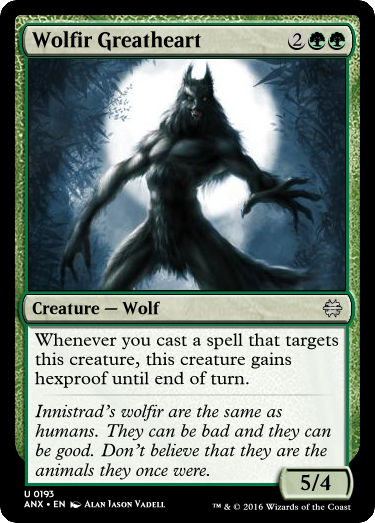 Wolfir Greatheart 2
Creature — Wolf
Whenever you cast a spell that targets
this creature, this creature gains
hexproof until end of turn.
Innistrad's wolfir are the same as
humans. They can be bad and they can
be good. Don't believe that they are the
animals they once were.
5/4
U 0193
ANX • EN Alan Jason Vadell
™ & © 2016 Wizards of the Coast